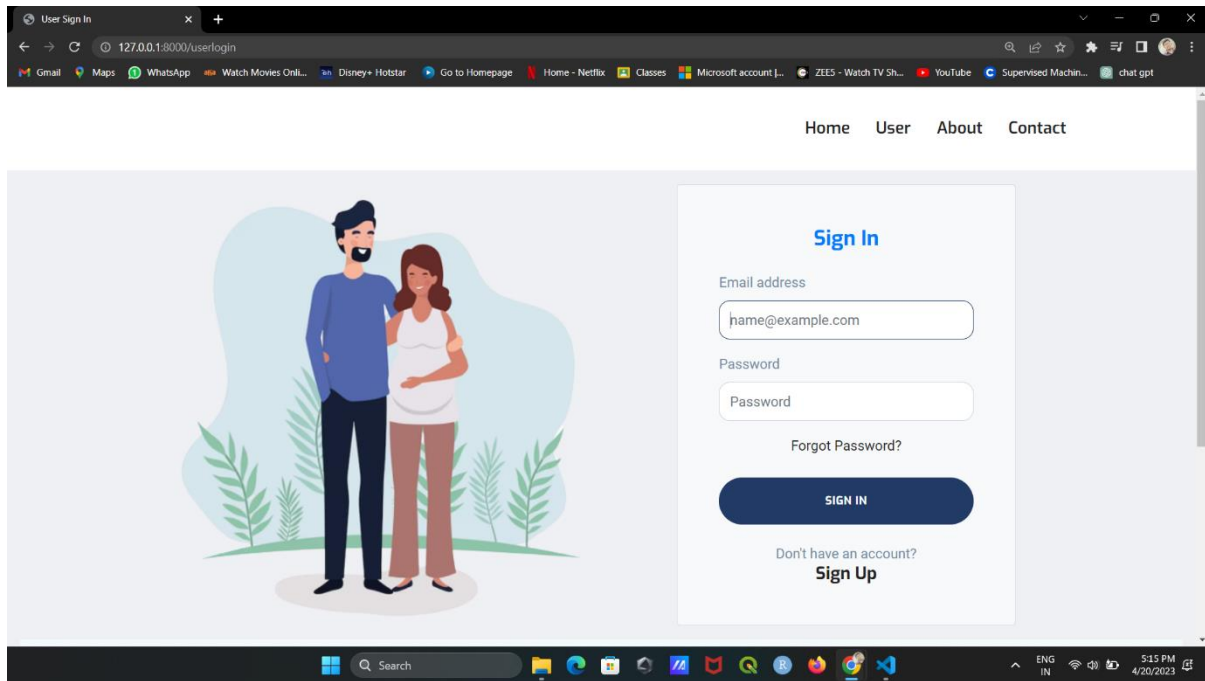 User Sign In
127.0.0.1:8000/userlogin
Gmail Maps WhatsApp Watch Movies Onli... Disney+ Hotstar Go to Homepage Home - Netflix Classes Microsoft account |... ZEE5 - Watch TV Sh... YouTube Supervised Machin... chat gpt
Home User About Contact
Sign In
Email address
name@example.com
Password
Password
Forgot Password?
SIGN IN
Don't have an account?
Sign Up
Search
ENG
IN
5:15 PM
4/20/2023